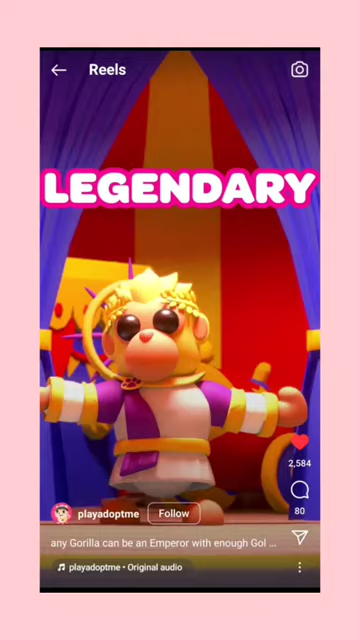 Reels
LEGENDARY
2,584
80
playadoptme
Follow
any Gorilla can be an Emperor with enough Gol ...
playadoptme • Original audio